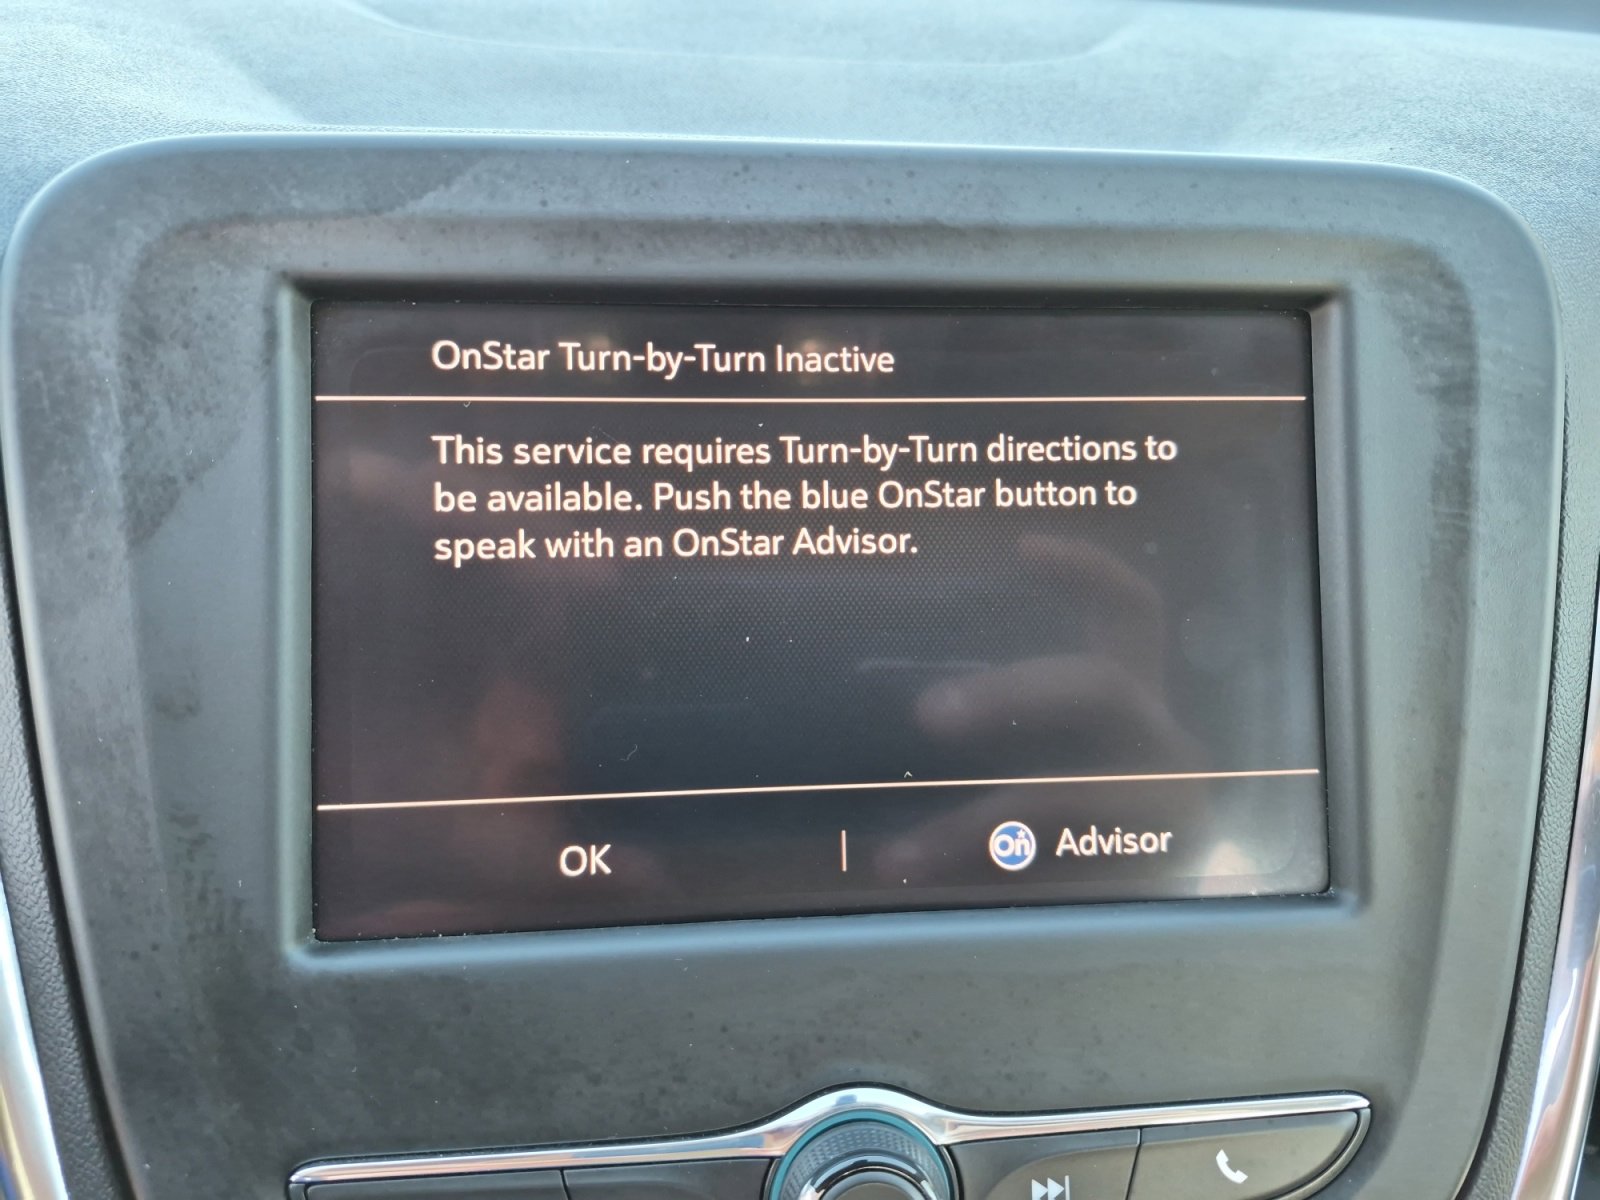 OnStar Turn-by-Turn Inactive
This service requires Turn-by-Turn directions to
be available. Push the blue OnStar button to
speak with an OnStar Advisor.
OK
On Advisor